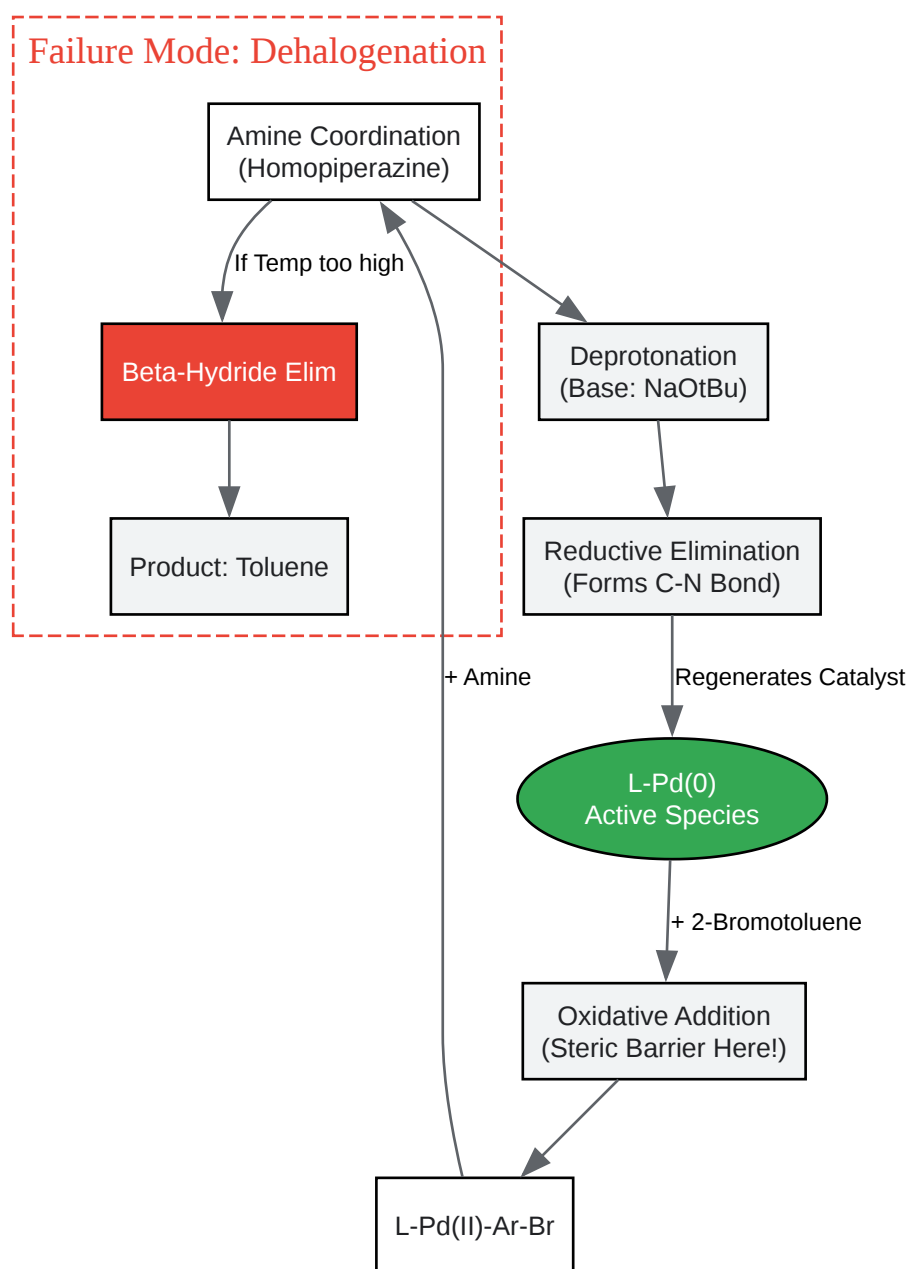 Failure Mode: Dehalogenation
Amine Coordination
(Homopiperazine)
If Temp too high
Beta-Hydride Elim
Deprotonation
(Base: NaOtBu)
Product: Toluene
Reductive Elimination
(Forms C-N Bond)
+ Amine
Regenerates Catalyst
L-Pd(0)
Active Species
+ 2-Bromotoluene
Oxidative Addition
(Steric Barrier Here!)
L-Pd(II)-Ar-Br